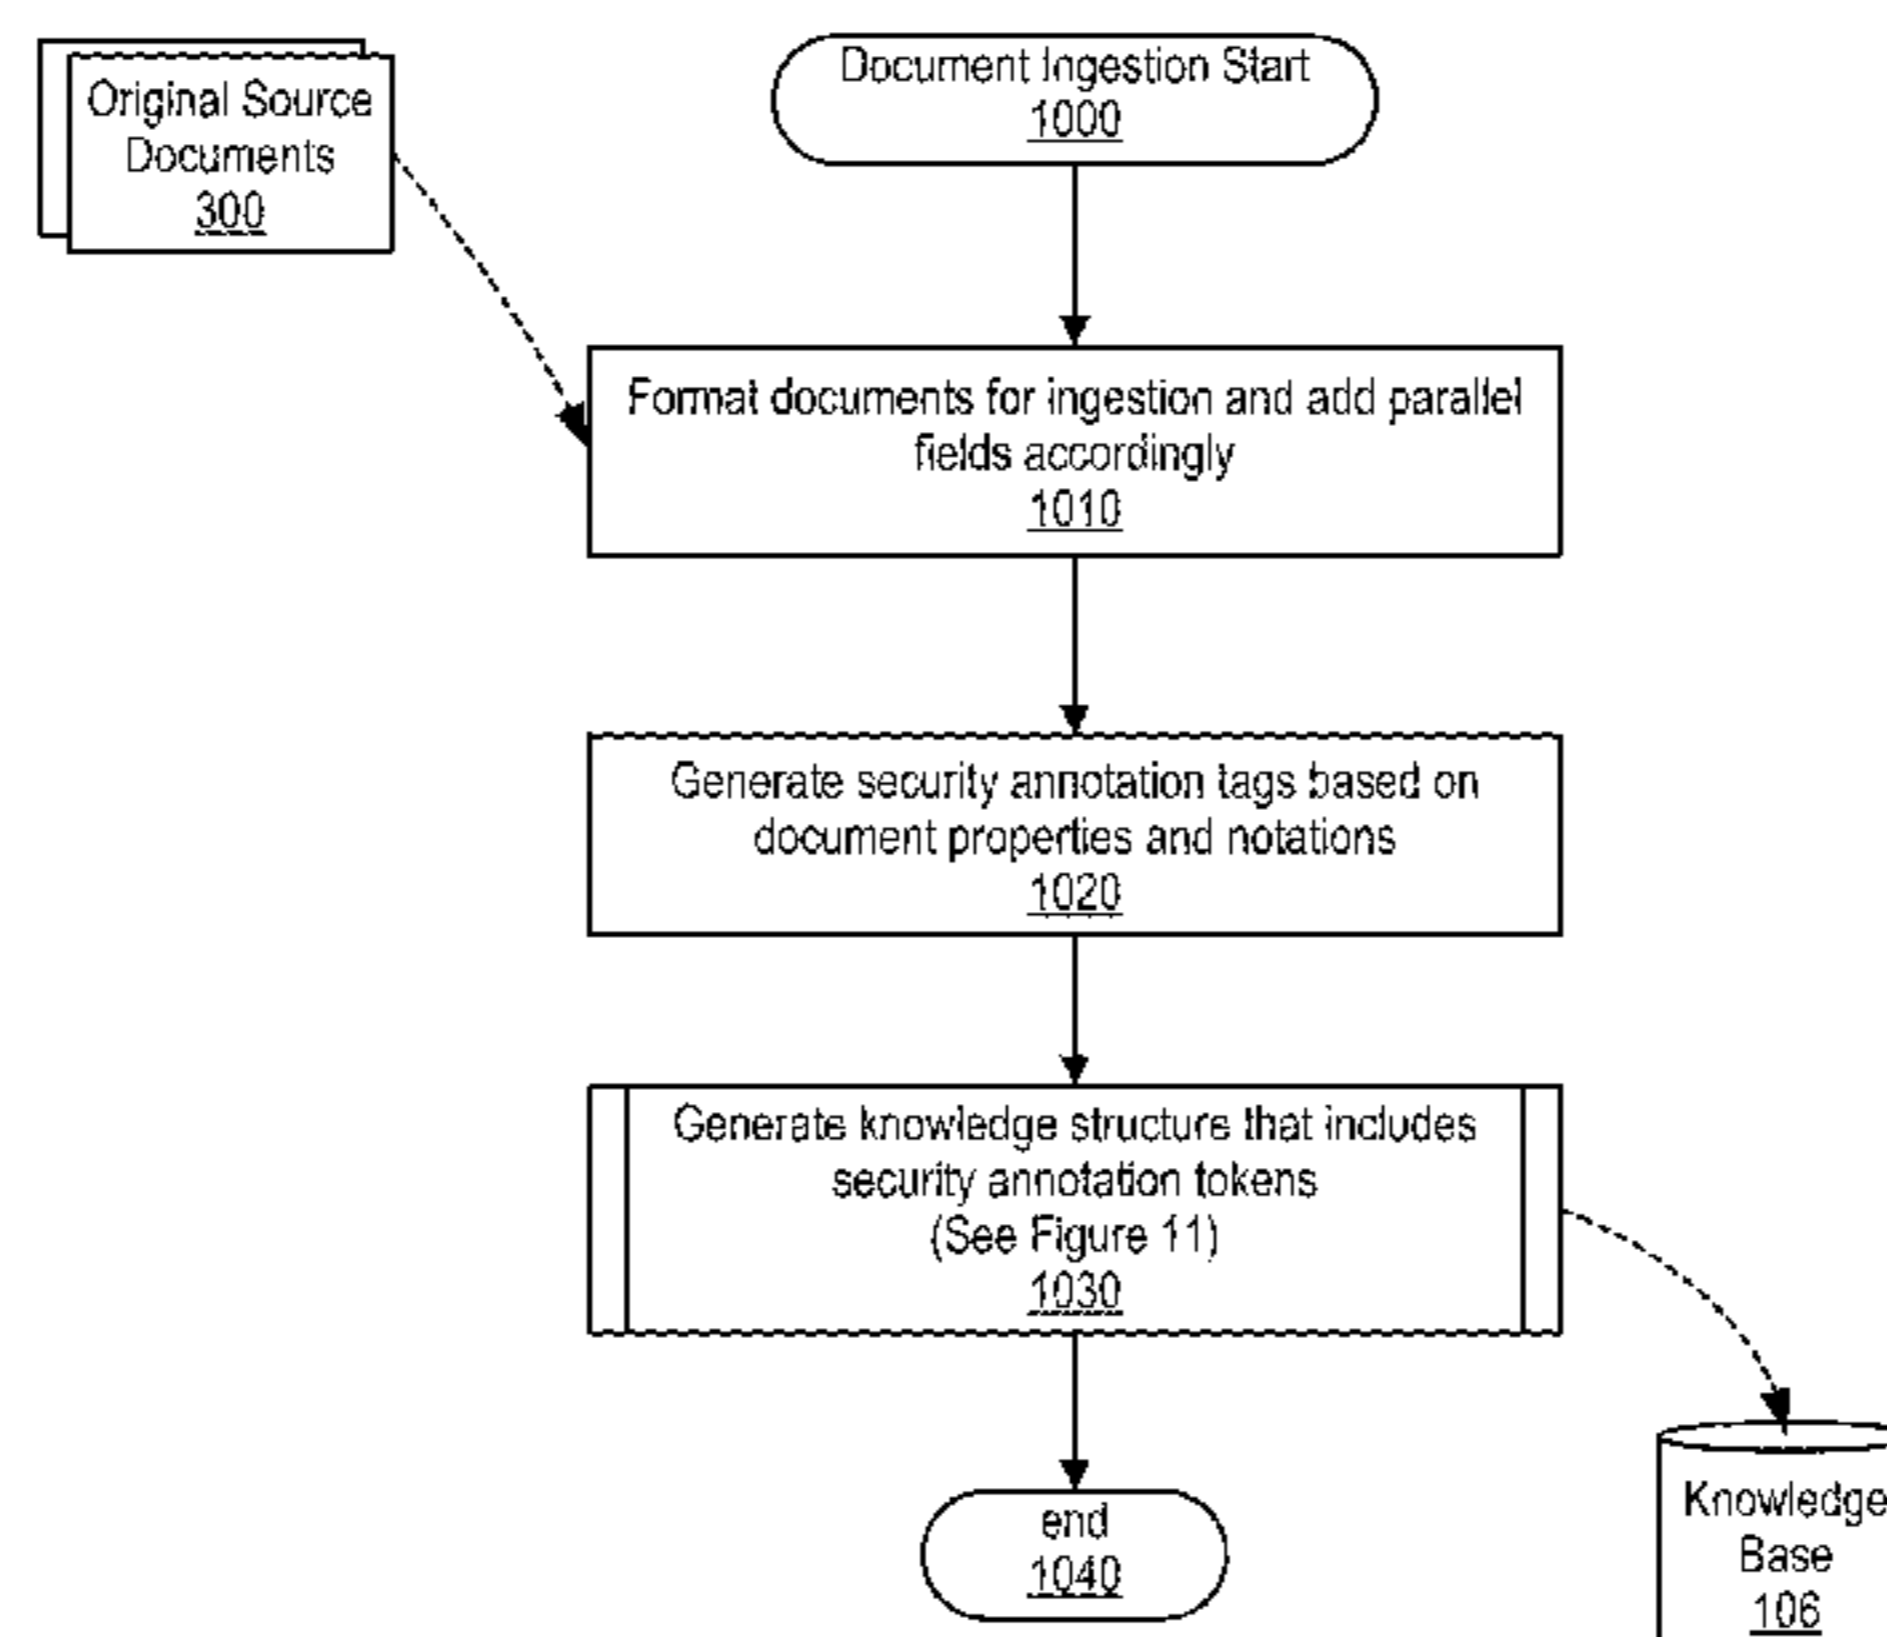 Original Source
Documents
300
Document Ingestion Start
1000
Format documents for ingestion and add parallel
fields accordingly
1010
Generate security annotation tags based on
document properties and notations
1020
Generate knowledge structure that includes
security annotation tokens
(See Figure 11)
1030
end
1040
Knowledge
Base
106